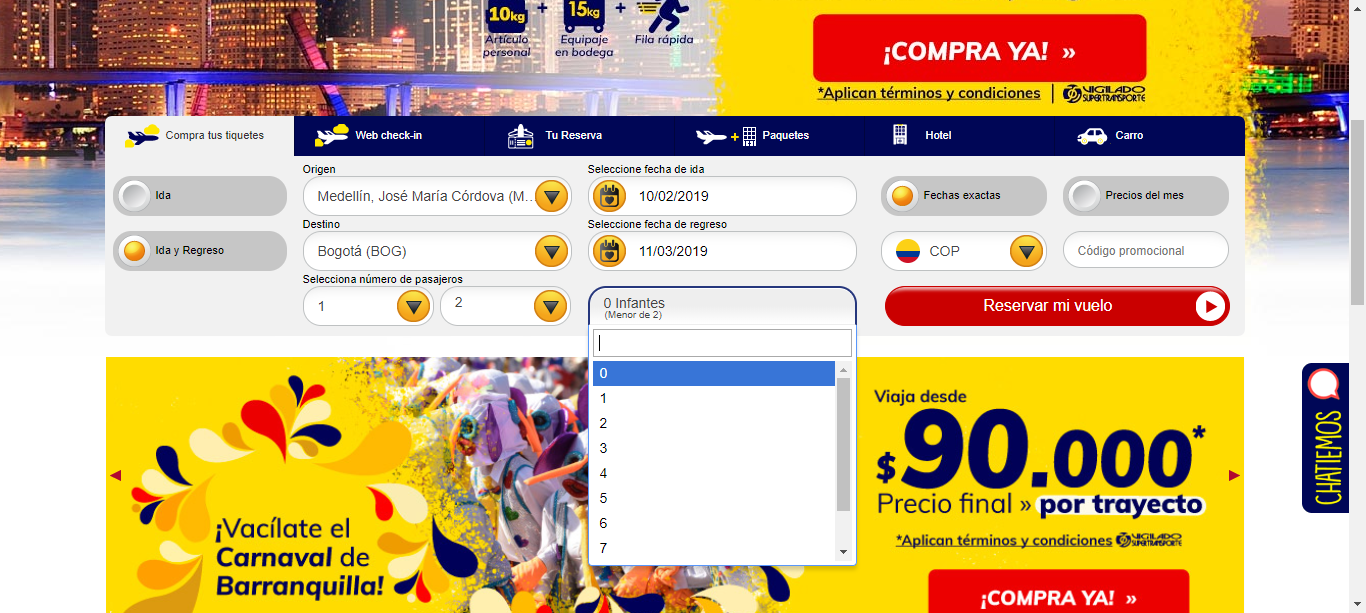 10kg + 15kg +
Artículo
personal
Equipaje
en bodega
Fila rápida
¡COMPRA YA! »
*Aplican términos y condiciones | VIGILADO
SUPERTRANSPORTE
Compra tus tiquetes
Web check-in
Tu Reserva
+ Paquetes
Hotel
Carro
Ida
Ida y Regreso
Origen
Medellín, José María Córdova (M...
Destino
Bogotá (BOG)
Selecciona número de pasajeros
1
2
Seleccione fecha de ida
10/02/2019
Seleccione fecha de regreso
11/03/2019
0 Infantes
(Menor de 2)
0
1
2
3
4
5
6
7
Fechas exactas
Precios del mes
COP
Código promocional
Reservar mi vuelo
¡Vacílate el
Carnaval de
Barranquilla!
Viaja desde
$90.000*
Precio final » por trayecto
*Aplican términos y condiciones VIGILADO
SUPERTRANSPORTE
¡COMPRA YA! »
CHATIEMOS